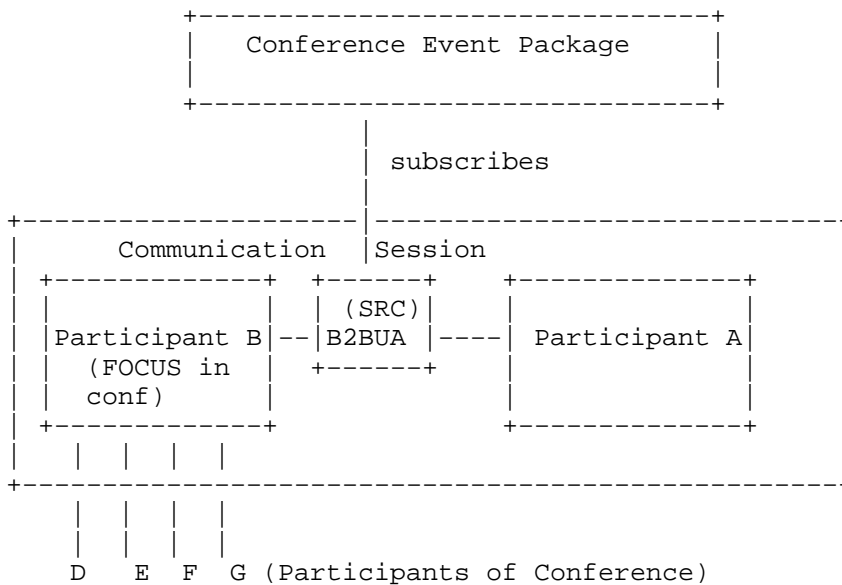 Conference Event Package
subscribes
Communication Session
(SRC)
Participant B B2BUA Participant A
(FOCUS in
conf)
D E F G (Participants of Conference)